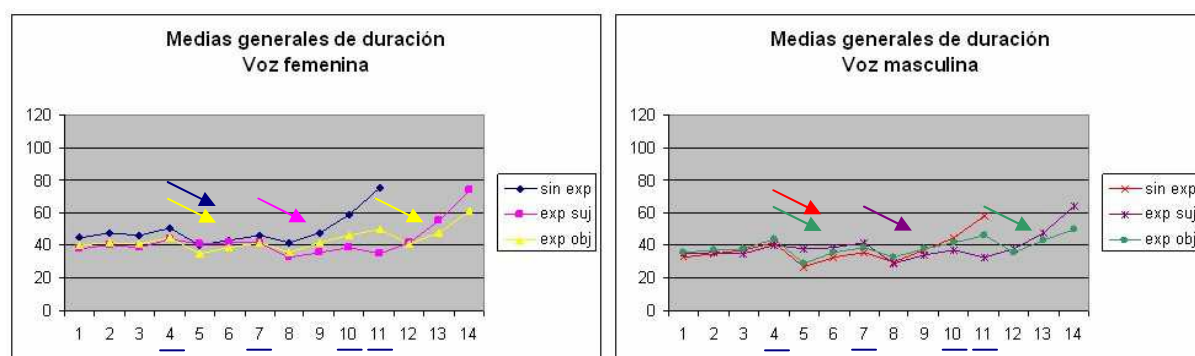 Medias generales de duración
Voz femenina
120
100
80
60
40
20
0
1 2 3 4 5 6 7 8 9 10 11 12 13 14
sin exp
exp suj
exp obj
Medias generales de duración
Voz masculina
120
100
80
60
40
20
0
1 2 3 4 5 6 7 8 9 10 11 12 13 14
sin exp
exp suj
exp obj